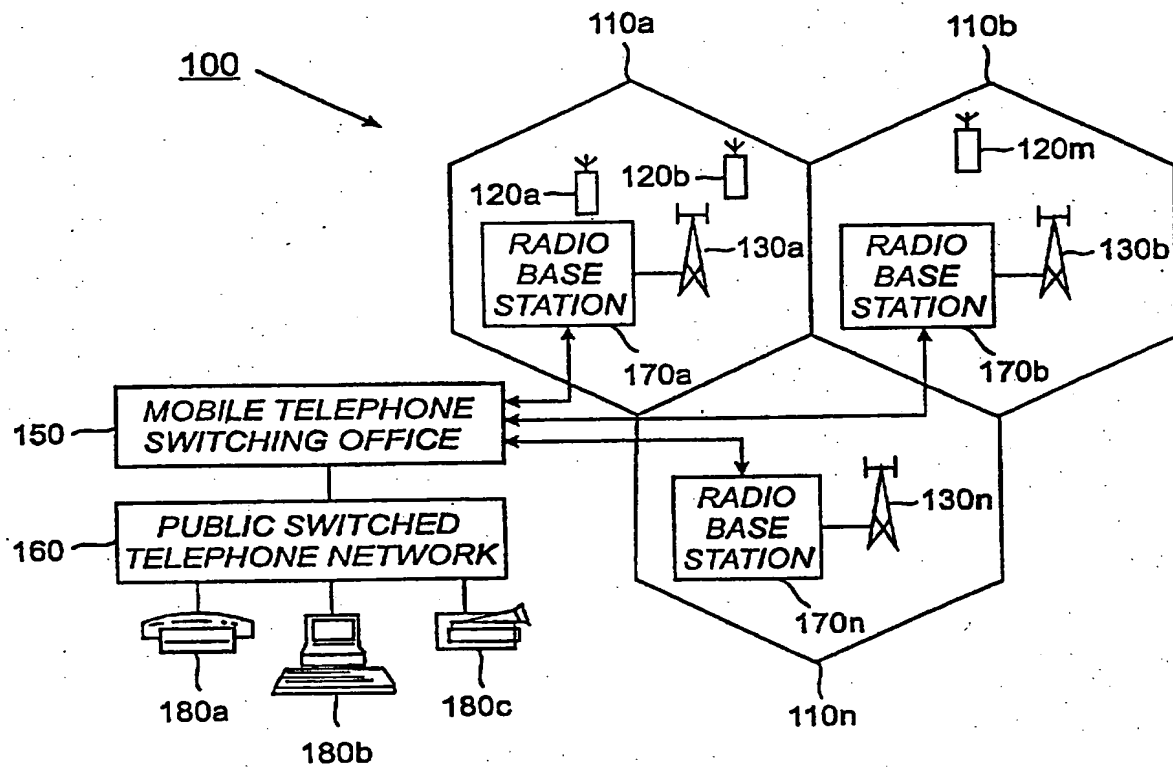 110a
110b
100
120a
120b
120m
RADIO
BASE
STATION
130a
RADIO
BASE
STATION
130b
170a
170b
150
MOBILE TELEPHONE
SWITCHING OFFICE
RADIO
BASE
STATION
130n
160
PUBLIC SWITCHED
TELEPHONE NETWORK
170n
180a
180b
180c
110n